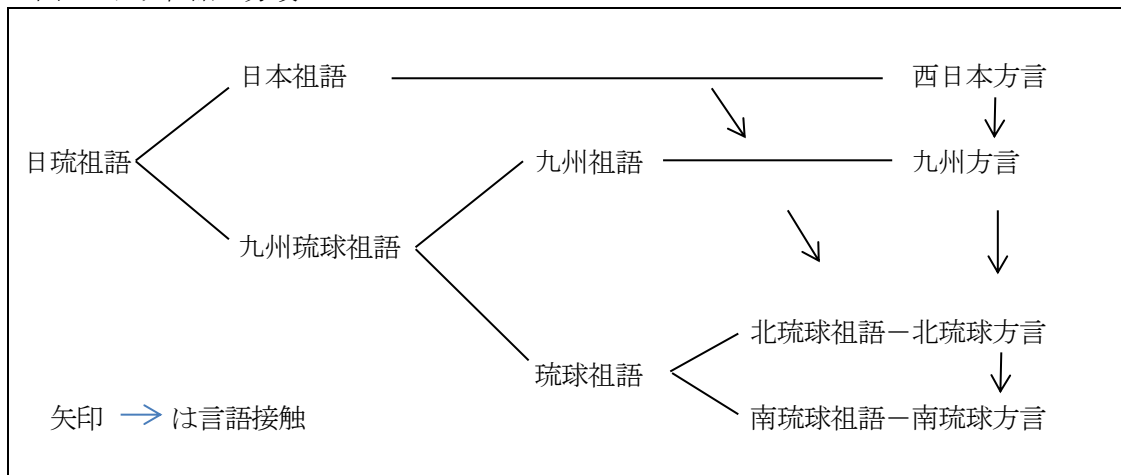 日本祖語 西日本方言
日琉祖語 九州祖語 九州方言
九州琉球祖語
北琉球祖語－北琉球方言
琉球祖語
矢印 → は言語接触 南琉球祖語－南琉球方言